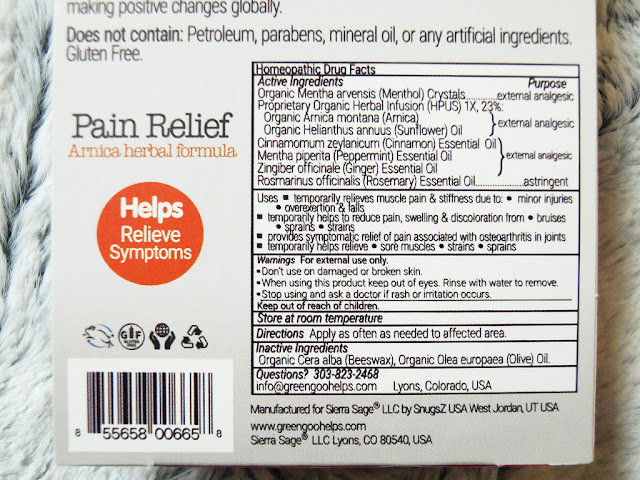 making positive changes globally.
Does not contain: Petroleum, parabens, mineral oil, or any artificial ingredients.
Gluten Free.
Pain Relief
Arnica herbal formula
Helps
Relieve
Symptoms
Homeopathic Drug Facts
Active Ingredients Purpose
Organic Mentha arvensis (Menthol) Crystals..........external analgesic
Proprietary Organic Herbal Infusion (HPUS) 1X, 23%:
Organic Arnica montana (Arnica)
Organic Helianthus annuus (Sunflower) Oil } external analgesic
Cinnamomum zeylanicurn (Cinnamon) Essential Oil
Mentha piperita (Peppermint) Essential Oil } external analgesic
Zingiber officinale (Ginger) Essential Oil
Rosmarinus officinalis (Rosemary) Essential Oil..............astringent
Uses ■ temporarily relieves muscle pain & stiffness due to: • minor injuries
• overexertion & falls
■ temporarily helps to reduce pain, swelling & discoloration from • bruises
• sprains • strains
■ provides symptomatic relief of pain associated with osteoarthritis in joints
■ temporarily helps relieve • sore muscles • strains • sprains
Warnings For external use only.
• Don't use on damaged or broken skin.
• When using this product keep out of eyes. Rinse with water to remove.
• Stop using and ask a doctor if rash or irritation occurs.
Keep out of reach of children.
Store at room temperature
Directions Apply as often as needed to affected area.
Inactive Ingredients
Organic Cera alba (Beeswax), Organic Olea europaea (Olive) Oil.
Questions? 303-823-2468
info@greengoohelps.com Lyons, Colorado, USA
Manufactured for Sierra Sage® LLC by SnugsZ USA West Jordan, UT USA
www.greengoohelps.com
Sierra Sage® LLC Lyons, CO 80540, USA
GF
8 55658 00665 8